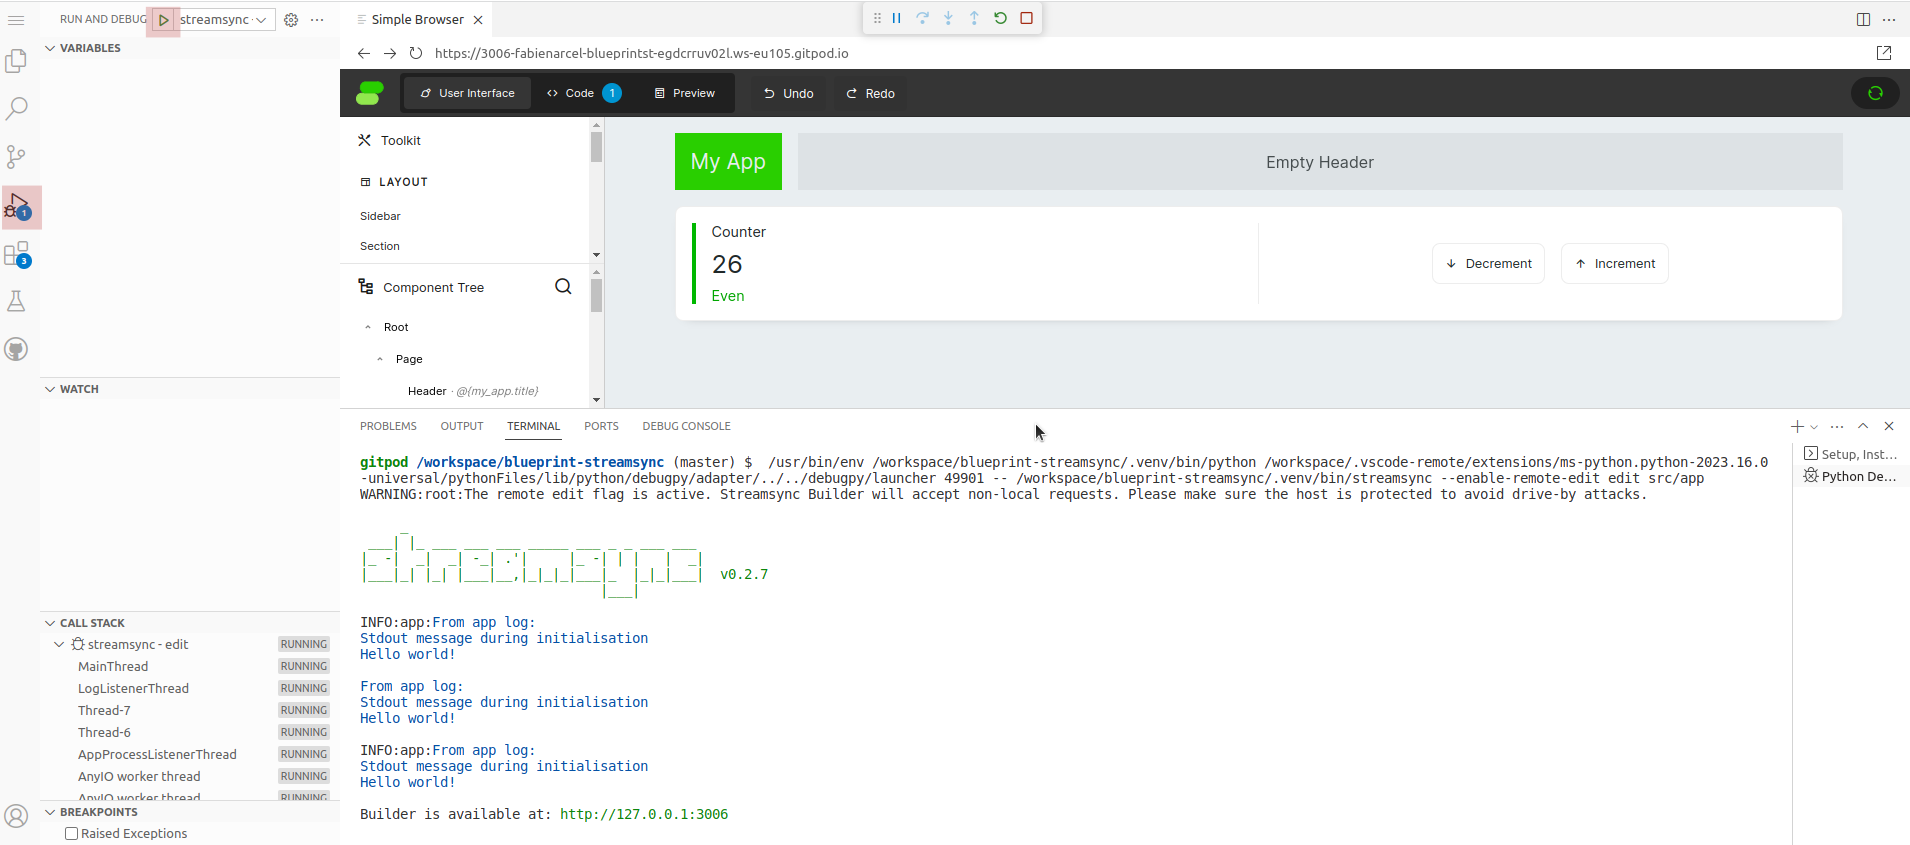 RUN AND DEBUG
streamsync
Simple Browser
https://3006-fabienarcel-blueprintst-egdcrruv02l.ws-eu105.gitpod.io
VARIABLES
WATCH
CALL STACK
streamsync - edit RUNNING
MainThread RUNNING
LogListenerThread RUNNING
Thread-7 RUNNING
Thread-6 RUNNING
AppProcessListenerThread RUNNING
AnyIO worker thread RUNNING
AnyIO worker thread RUNNING
BREAKPOINTS
Raised Exceptions
1
3
User Interface
Code 1
Preview
Undo
Redo
Toolkit
LAYOUT
Sidebar
Section
Component Tree
Root
Page
Header · @{my_app.title}
My App
Empty Header
Counter
26
Even
Decrement
Increment
PROBLEMS OUTPUT TERMINAL PORTS DEBUG CONSOLE
gitpod /workspace/blueprint-streamsync (master) $ /usr/bin/env /workspace/blueprint-streamsync/.venv/bin/python /workspace/.vscode-remote/extensions/ms-python.python-2023.16.0
-universal/pythonFiles/lib/python/debugpy/adapter/../../debugpy/launcher 49901 -- /workspace/blueprint-streamsync/.venv/bin/streamsync --enable-remote-edit edit src/app
WARNING:root:The remote edit flag is active. Streamsync Builder will accept non-local requests. Please make sure the host is protected to avoid drive-by attacks.
streamsync v0.2.7
INFO:app:From app log:
Stdout message during initialisation
Hello world!
From app log:
Stdout message during initialisation
Hello world!
INFO:app:From app log:
Stdout message during initialisation
Hello world!
Builder is available at: http://127.0.0.1:3006
Setup, Inst...
Python De...